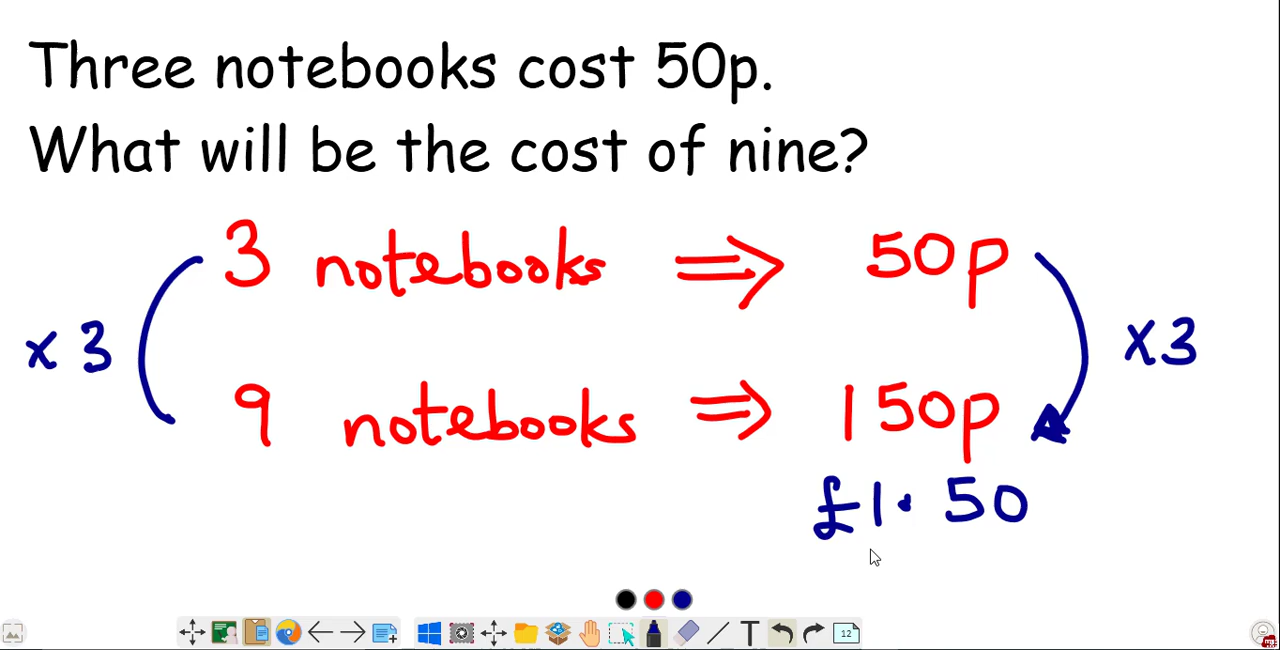 Three notebooks cost 50p.
What will be the cost of nine?
3 notebooks ⇒ 50p
x 3 x3
9 notebooks ⇒ 150p
£1·50
12